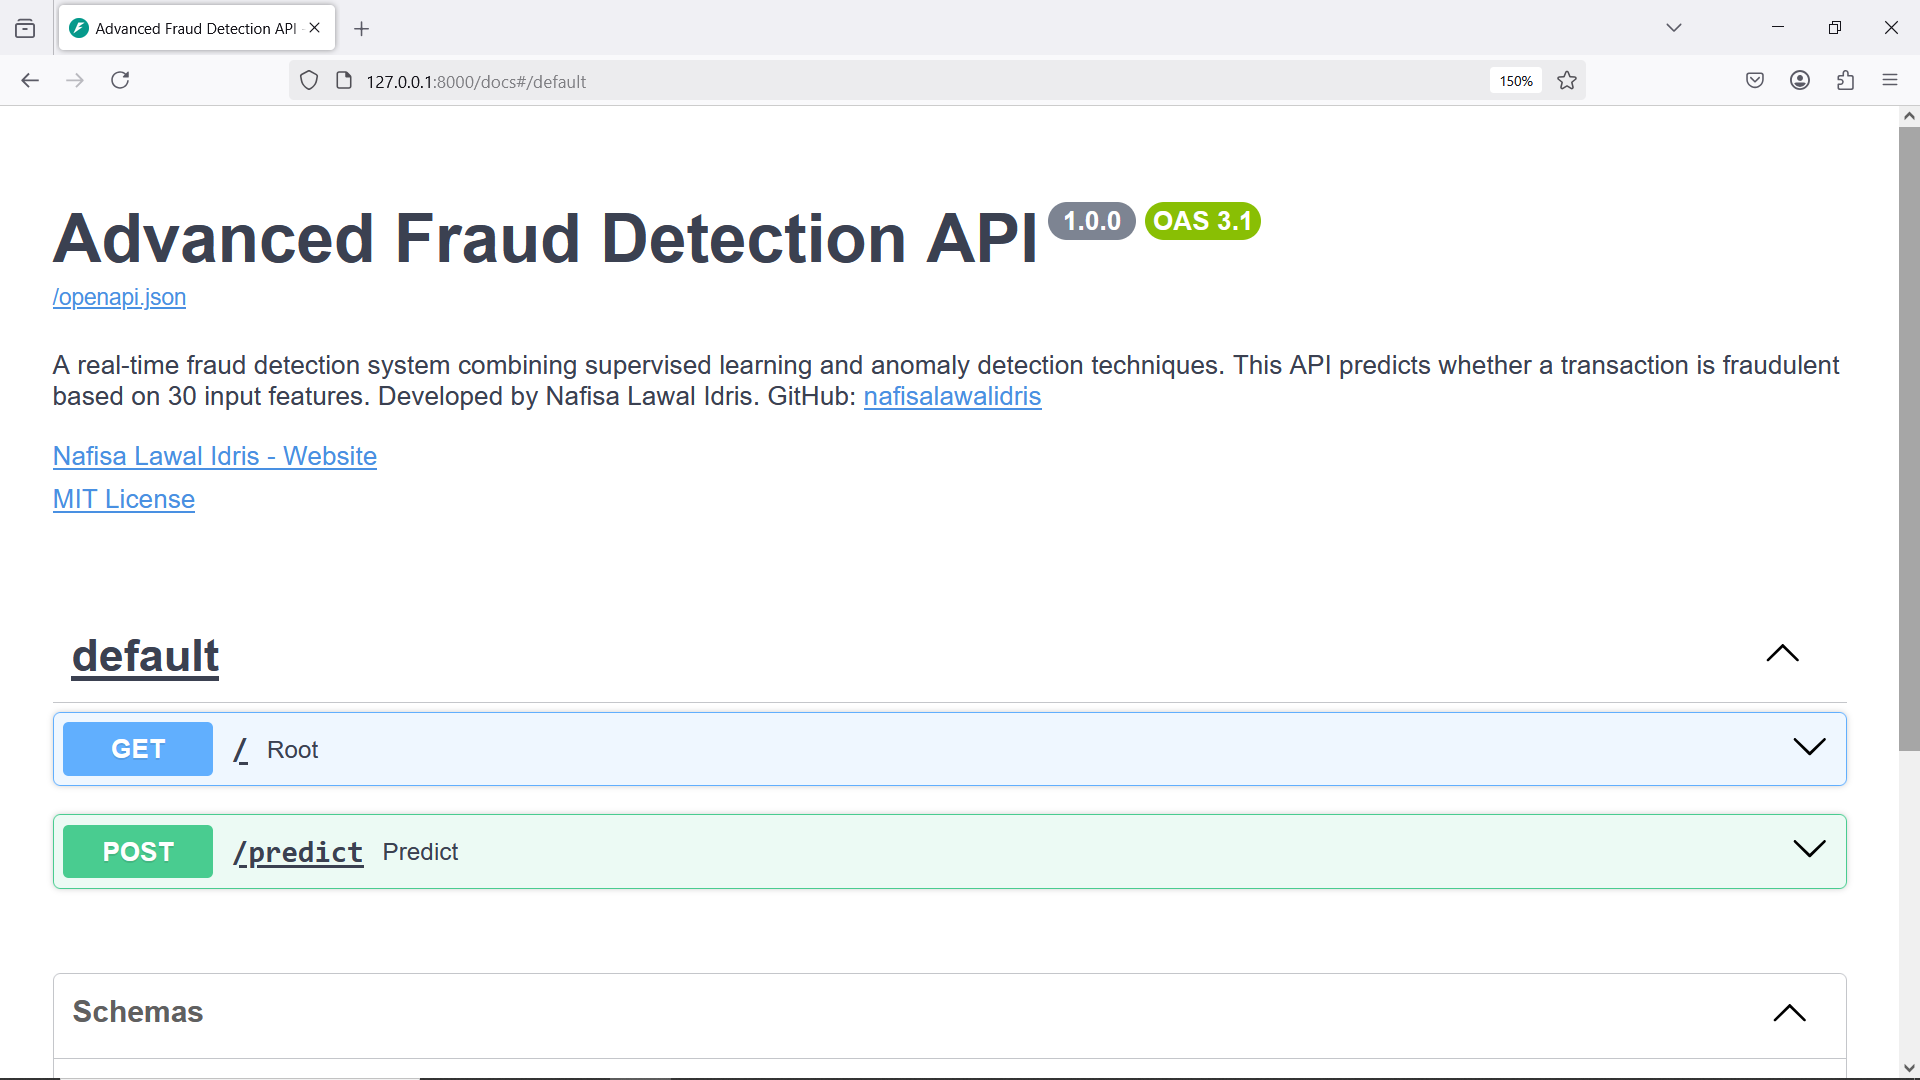 Advanced Fraud Detection API
127.0.0.1:8000/docs#/default
150%
Advanced Fraud Detection API 1.0.0 OAS 3.1
/openapi.json
A real-time fraud detection system combining supervised learning and anomaly detection techniques. This API predicts whether a transaction is fraudulent
based on 30 input features. Developed by Nafisa Lawal Idris. GitHub: nafisalawalidris
Nafisa Lawal Idris - Website
MIT License
default
GET / Root
POST /predict Predict
Schemas